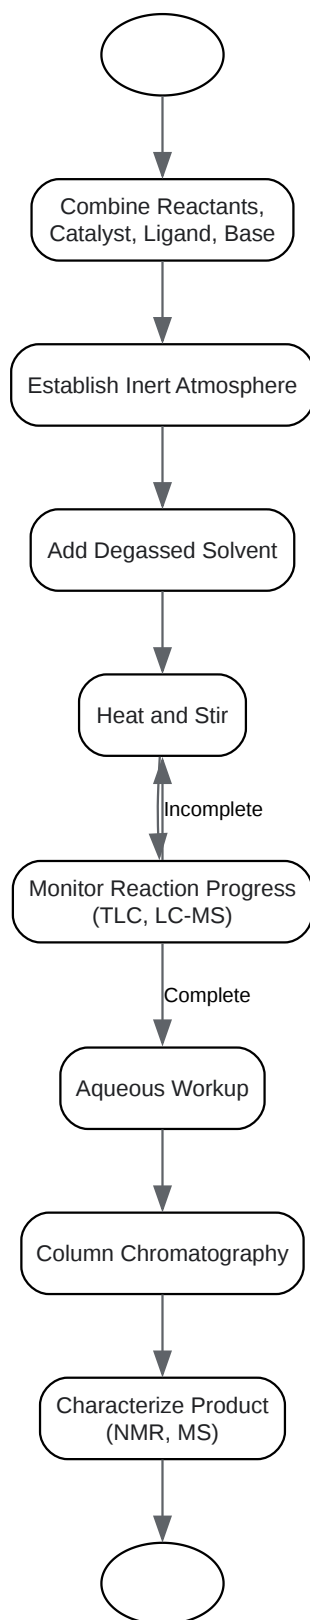 Combine Reactants,
Catalyst, Ligand, Base
Establish Inert Atmosphere
Add Degassed Solvent
Heat and Stir
Incomplete
Monitor Reaction Progress
(TLC, LC-MS)
Complete
Aqueous Workup
Column Chromatography
Characterize Product
(NMR, MS)